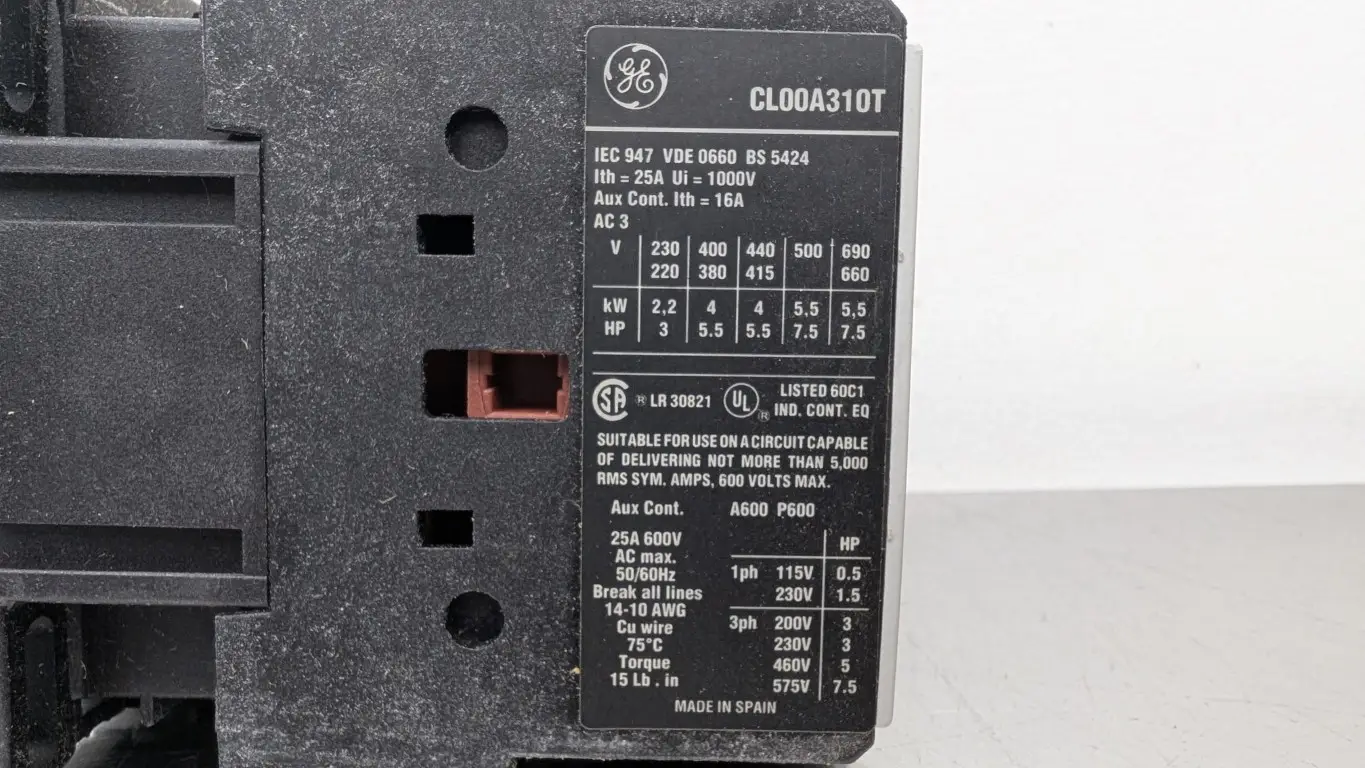 GE
CL00A310T
IEC 947 VDE 0660 BS 5424
Ith = 25A Ui = 1000V
Aux Cont. Ith = 16A
AC 3
V 230 400 440 500 690
220 380 415 660
kW 2,2 4 4 5,5 5,5
HP 3 5.5 5.5 7.5 7.5
SA ® LR 30821 UL ® LISTED 60C1
IND. CONT. EQ
SUITABLE FOR USE ON A CIRCUIT CAPABLE
OF DELIVERING NOT MORE THAN 5,000
RMS SYM. AMPS, 600 VOLTS MAX.
Aux Cont. A600 P600
25A 600V
AC max.
50/60Hz
Break all lines
14-10 AWG
Cu wire
75°C
Torque
15 Lb . in
HP
1ph 115V 0.5
230V 1.5
3ph 200V 3
230V 3
460V 5
575V 7.5
MADE IN SPAIN